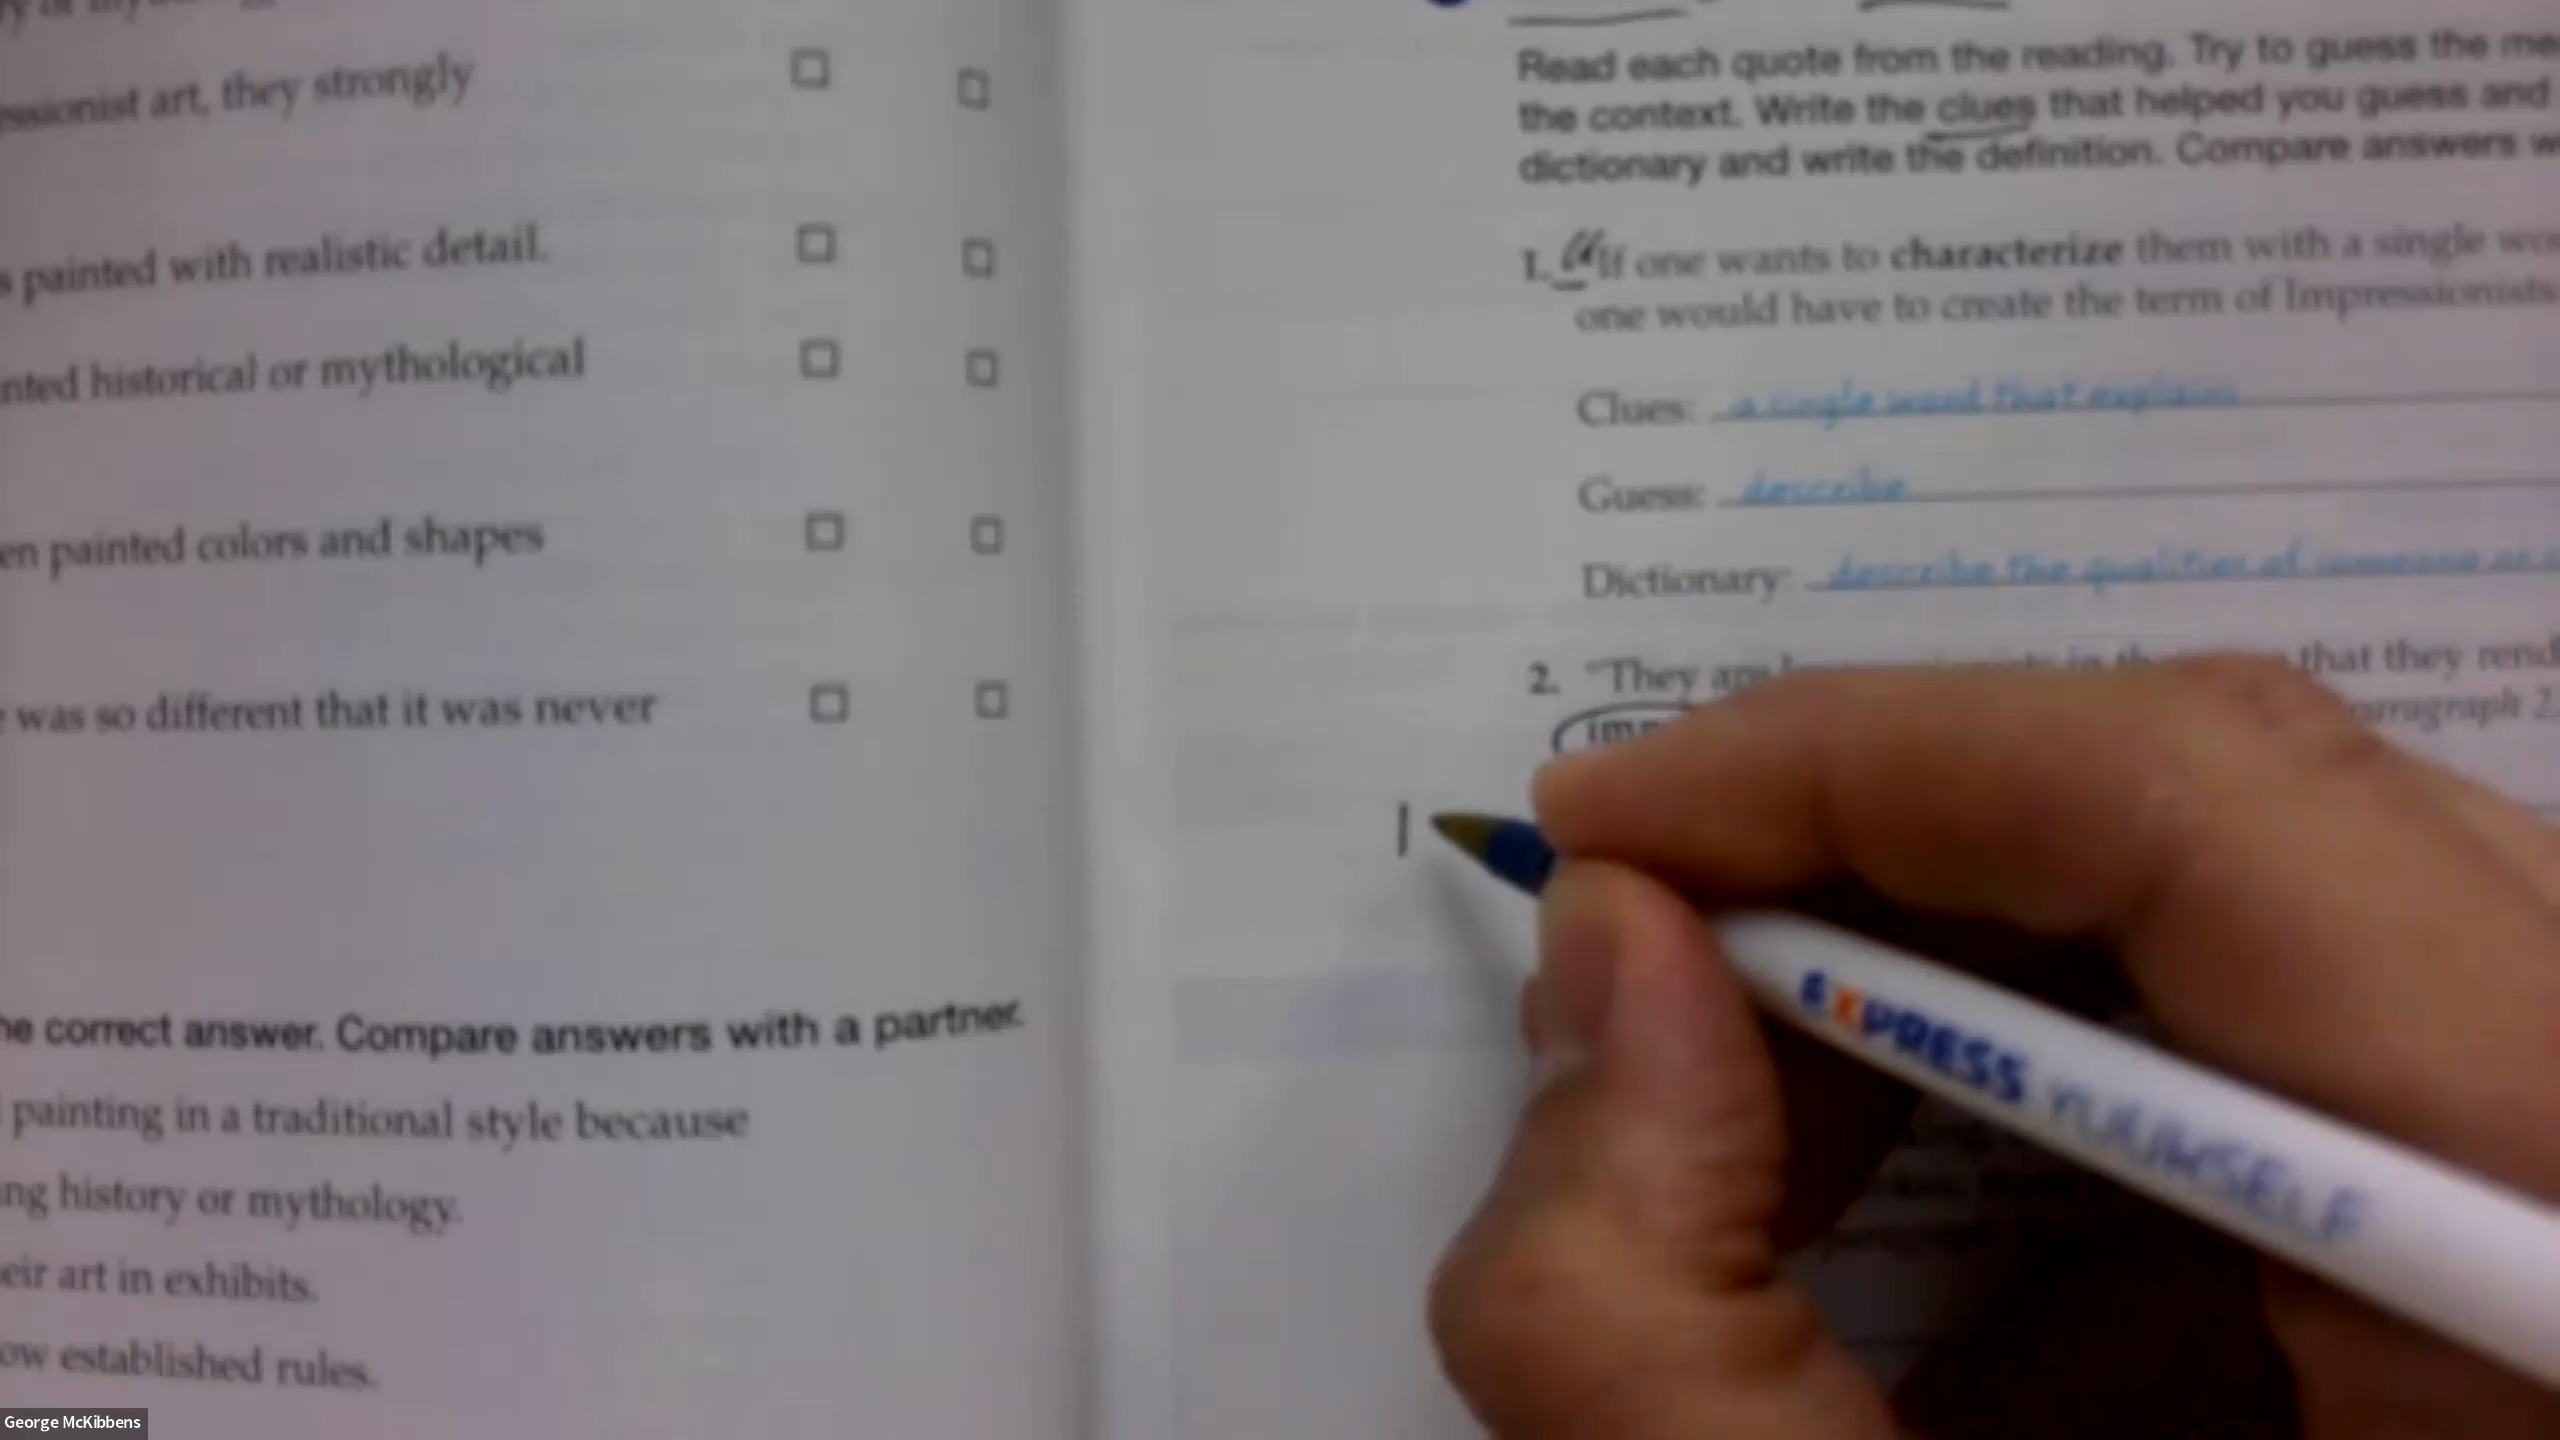 essionist art, they strongly
s painted with realistic detail.
nted historical or mythological
en painted colors and shapes
was so different that it was never
he correct answer. Compare answers with a partner.
painting in a traditional style because
ing history or mythology.
eir art in exhibits.
ow established rules.
Read each quote from the reading. Try to guess the me
the context. Write the clues that helped you guess and
dictionary and write the definition. Compare answers w
1. "If one wants to characterize them with a single wo
one would have to create the term of Impressionists.
Clues: a single word that explains
Guess: describe
Dictionary: describe the qualities of someone or
2. "They are that they rend
paragraph 2
EXPRESS YOURSELF
George McKibbens